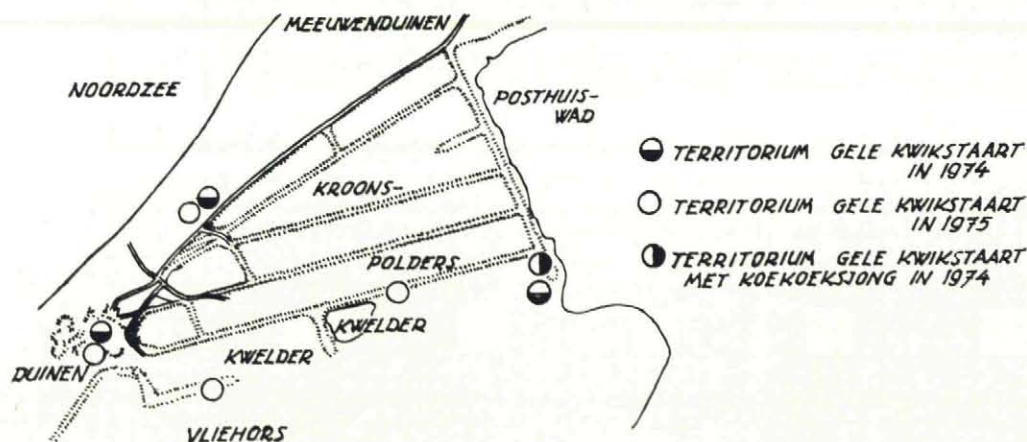 MEEUWENDUINEN
NOORDZEE
POSTHUIS-
WAD
KROONS-
POLDERS
KWELDER
KWELDER
DUINEN
VLIEHORS
TERRITORIUM GELE KWIKSTAART
IN 1974
TERRITORIUM GELE KWIKSTAART
IN 1975
TERRITORIUM GELE KWIKSTAART
MET KOEKOEKSJONG IN 1974